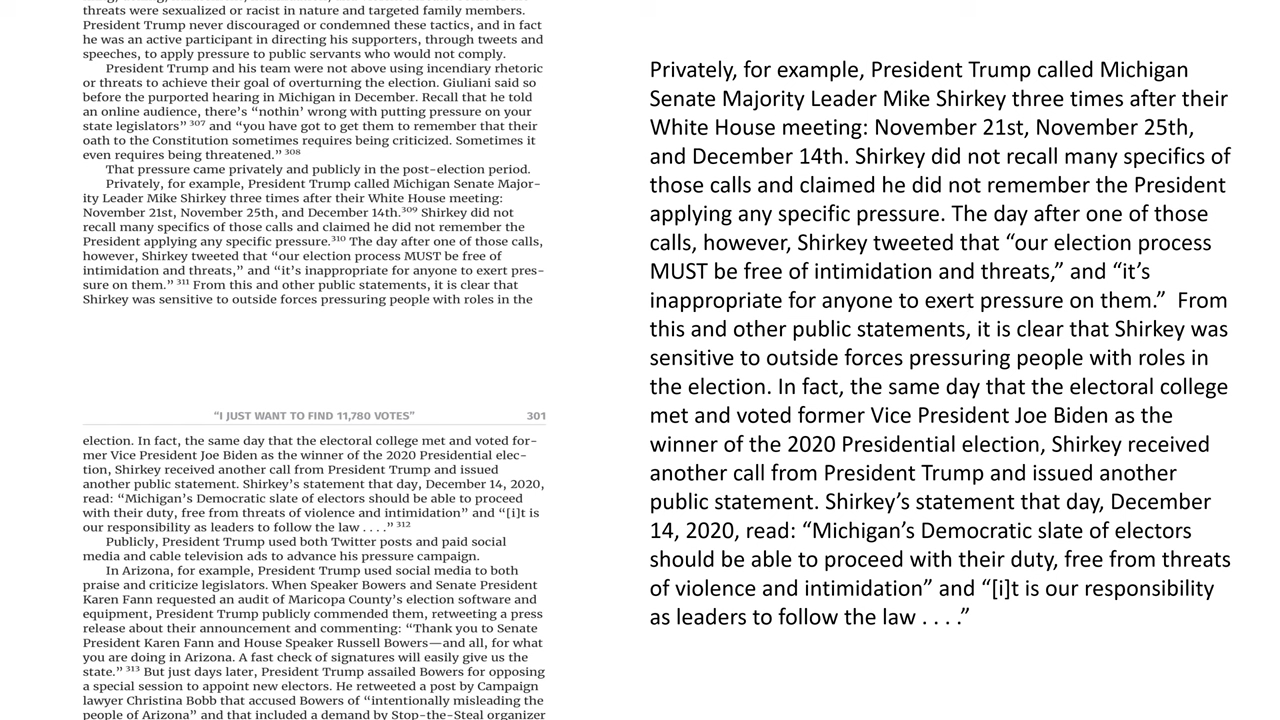 threats were sexualized or racist in nature and targeted family members.
President Trump never discouraged or condemned these tactics, and in fact
he was an active participant in directing his supporters, through tweets and
speeches, to apply pressure to public servants who would not comply.
President Trump and his team were not above using incendiary rhetoric
or threats to achieve their goal of overturning the election. Giuliani said so
before the purported hearing in Michigan in December. Recall that he told
an online audience, there's “nothin’ wrong with putting pressure on your
state legislators” 307 and “you have got to get them to remember that their
oath to the Constitution sometimes requires being criticized. Sometimes it
even requires being threatened.” 308
That pressure came privately and publicly in the post-election period.
Privately, for example, President Trump called Michigan Senate Major-
ity Leader Mike Shirkey three times after their White House meeting:
November 21st, November 25th, and December 14th.309 Shirkey did not
recall many specifics of those calls and claimed he did not remember the
President applying any specific pressure.310 The day after one of those calls,
however, Shirkey tweeted that “our election process MUST be free of
intimidation and threats,” and “it’s inappropriate for anyone to exert pres-
sure on them.” 311 From this and other public statements, it is clear that
Shirkey was sensitive to outside forces pressuring people with roles in the
“I JUST WANT TO FIND 11,780 VOTES” 301
election. In fact, the same day that the electoral college met and voted for-
mer Vice President Joe Biden as the winner of the 2020 Presidential elec-
tion, Shirkey received another call from President Trump and issued
another public statement. Shirkey’s statement that day, December 14, 2020,
read: “Michigan’s Democratic slate of electors should be able to proceed
with their duty, free from threats of violence and intimidation” and “[i]t is
our responsibility as leaders to follow the law . . . .” 312
Publicly, President Trump used both Twitter posts and paid social
media and cable television ads to advance his pressure campaign.
In Arizona, for example, President Trump used social media to both
praise and criticize legislators. When Speaker Bowers and Senate President
Karen Fann requested an audit of Maricopa County’s election software and
equipment, President Trump publicly commended them, retweeting a press
release about their announcement and commenting: “Thank you to Senate
President Karen Fann and House Speaker Russell Bowers—and all, for what
you are doing in Arizona. A fast check of signatures will easily give us the
state.” 313 But just days later, President Trump assailed Bowers for opposing
a special session to appoint new electors. He retweeted a post by Campaign
lawyer Christina Bobb that accused Bowers of “intentionally misleading the
people of Arizona” and that included a demand by Stop-the-Steal organizer
Privately, for example, President Trump called Michigan
Senate Majority Leader Mike Shirkey three times after their
White House meeting: November 21st, November 25th,
and December 14th. Shirkey did not recall many specifics of
those calls and claimed he did not remember the President
applying any specific pressure. The day after one of those
calls, however, Shirkey tweeted that “our election process
MUST be free of intimidation and threats,” and “it’s
inappropriate for anyone to exert pressure on them.” From
this and other public statements, it is clear that Shirkey was
sensitive to outside forces pressuring people with roles in
the election. In fact, the same day that the electoral college
met and voted former Vice President Joe Biden as the
winner of the 2020 Presidential election, Shirkey received
another call from President Trump and issued another
public statement. Shirkey’s statement that day, December
14, 2020, read: “Michigan’s Democratic slate of electors
should be able to proceed with their duty, free from threats
of violence and intimidation” and “[i]t is our responsibility
as leaders to follow the law . . . .”